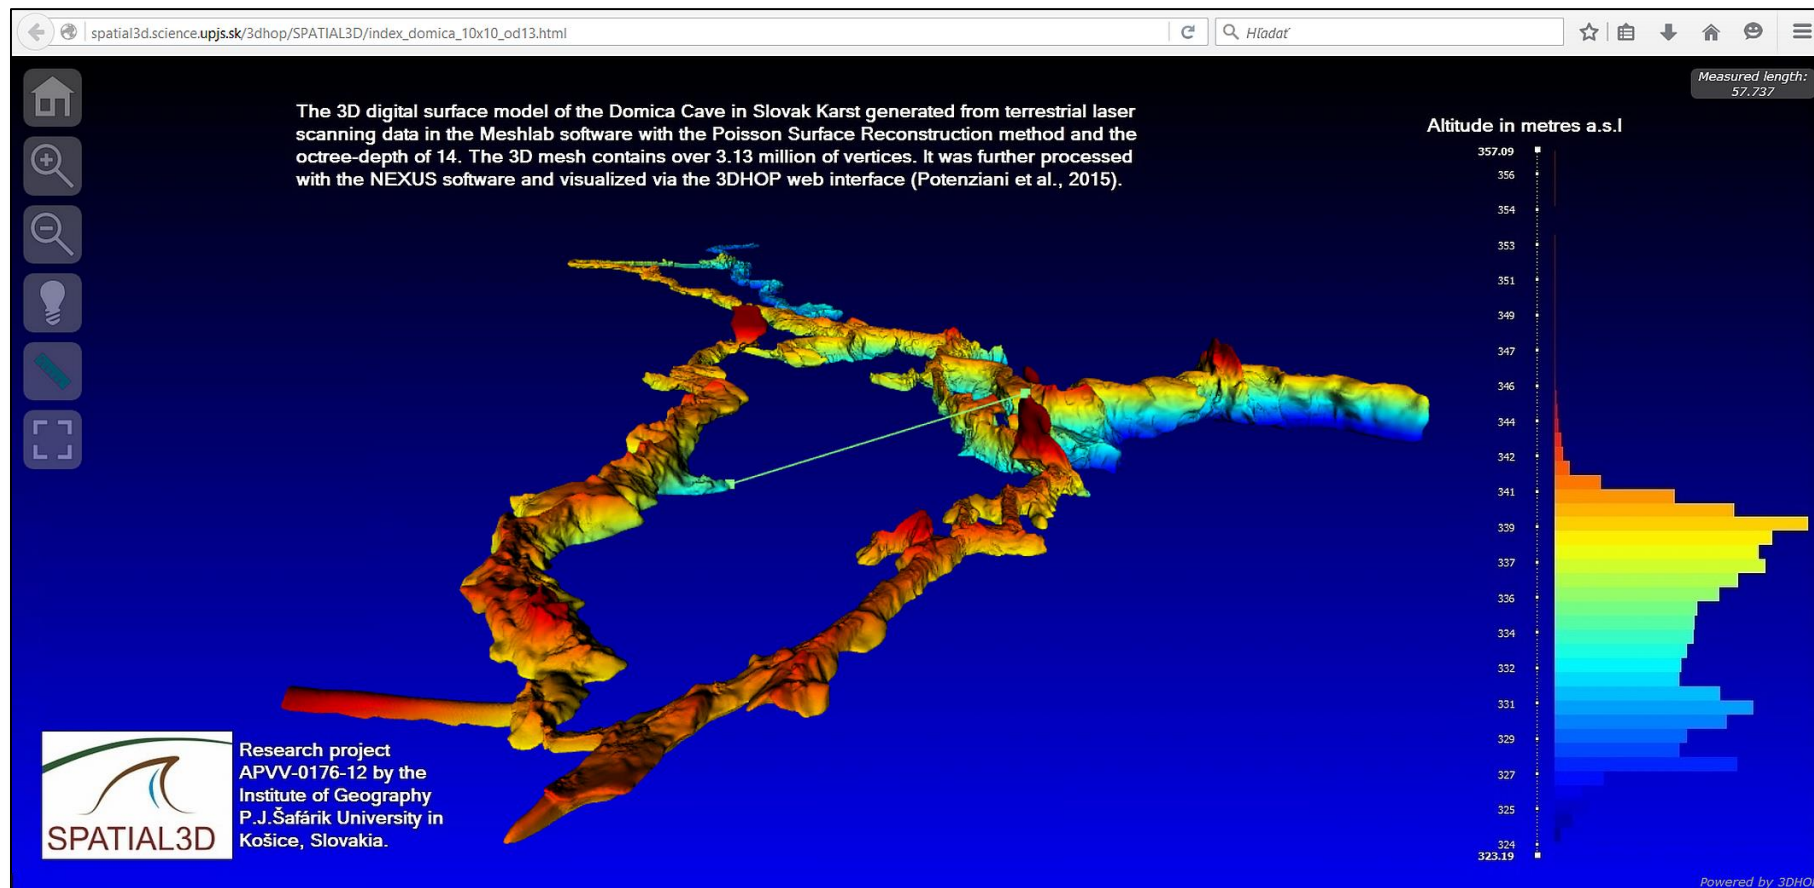 spatial3d.science.upjs.sk/3dhop/SPATIAL3D/index_domica_10x10_od13.html
Hľadať
Measured length:
57.737
The 3D digital surface model of the Domica Cave in Slovak Karst generated from terrestrial laser
scanning data in the Meshlab software with the Poisson Surface Reconstruction method and the
octree-depth of 14. The 3D mesh contains over 3.13 million of vertices. It was further processed
with the NEXUS software and visualized via the 3DHOP web interface (Potenziani et al., 2015).
Altitude in metres a.s.l
357.09
356
354
353
351
349
347
346
344
342
341
339
337
336
334
332
331
329
327
325
324
323.19
SPATIAL3D
Research project
APVV-0176-12 by the
Institute of Geography
P.J.Šafárik University in
Košice, Slovakia.
Powered by 3DHO